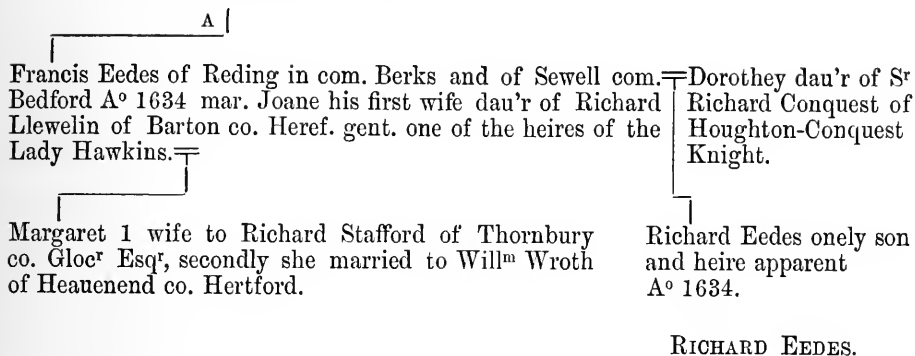 A
Francis Eedes of Reding in com. Berks and of Sewell com.
Bedford Aº 1634 mar. Joane his first wife dau'r of Richard
Llewelin of Barton co. Heref. gent. one of the heires of the
Lady Hawkins.
Dorothey dau'r of Sʳ
Richard Conquest of
Houghton-Conquest
Knight.
Margaret 1 wife to Richard Stafford of Thornbury
co. Glocʳ Esqʳ, secondly she married to Willᵐ Wroth
of Heauenend co. Hertford.
Richard Eedes onely son
and heire apparent
Aº 1634.
RICHARD EEDES.